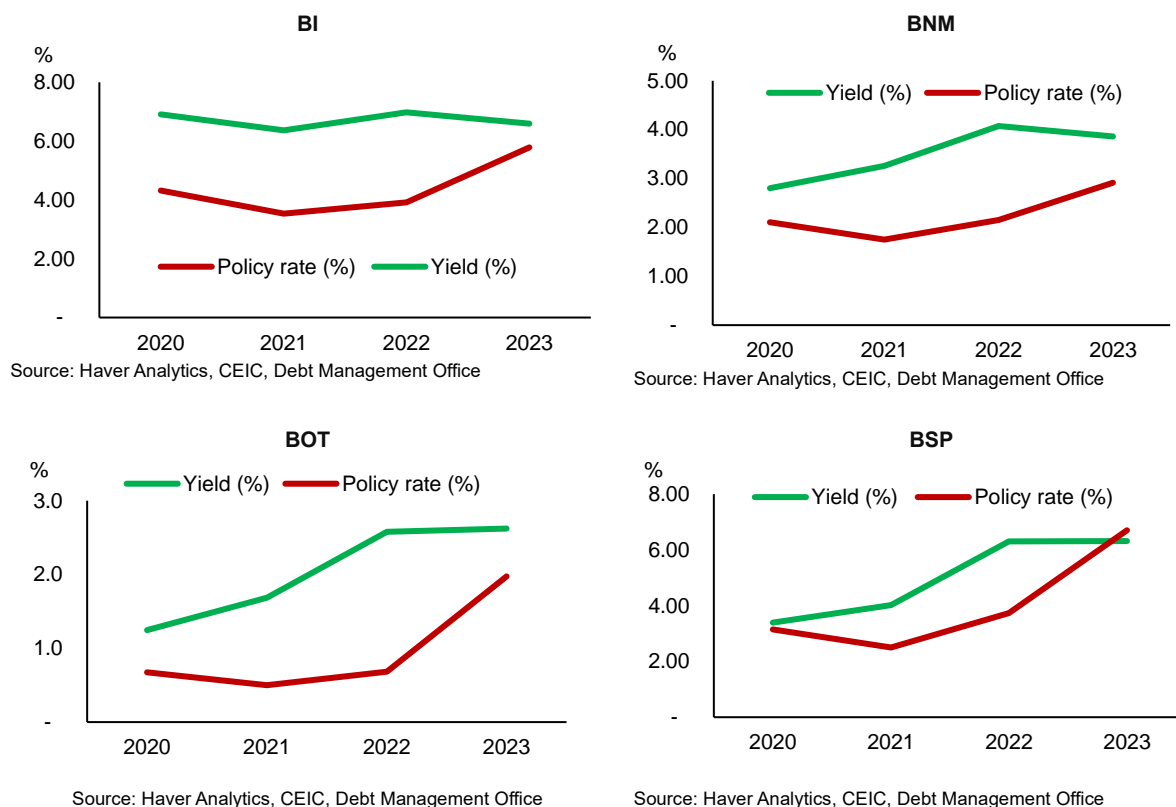 BI
%
8.00
6.00
4.00
2.00
-
Policy rate (%) Yield (%)
2020 2021 2022 2023
Source: Haver Analytics, CEIC, Debt Management Office
BNM
%
5.00
4.00
3.00
2.00
1.00
-
Yield (%) Policy rate (%)
2020 2021 2022 2023
Source: Haver Analytics, CEIC, Debt Management Office
BOT
%
3.0
2.0
1.0
-
Yield (%) Policy rate (%)
2020 2021 2022 2023
Source: Haver Analytics, CEIC, Debt Management Office
BSP
%
8.00
6.00
4.00
2.00
-
Yield (%) Policy rate (%)
2020 2021 2022 2023
Source: Haver Analytics, CEIC, Debt Management Office